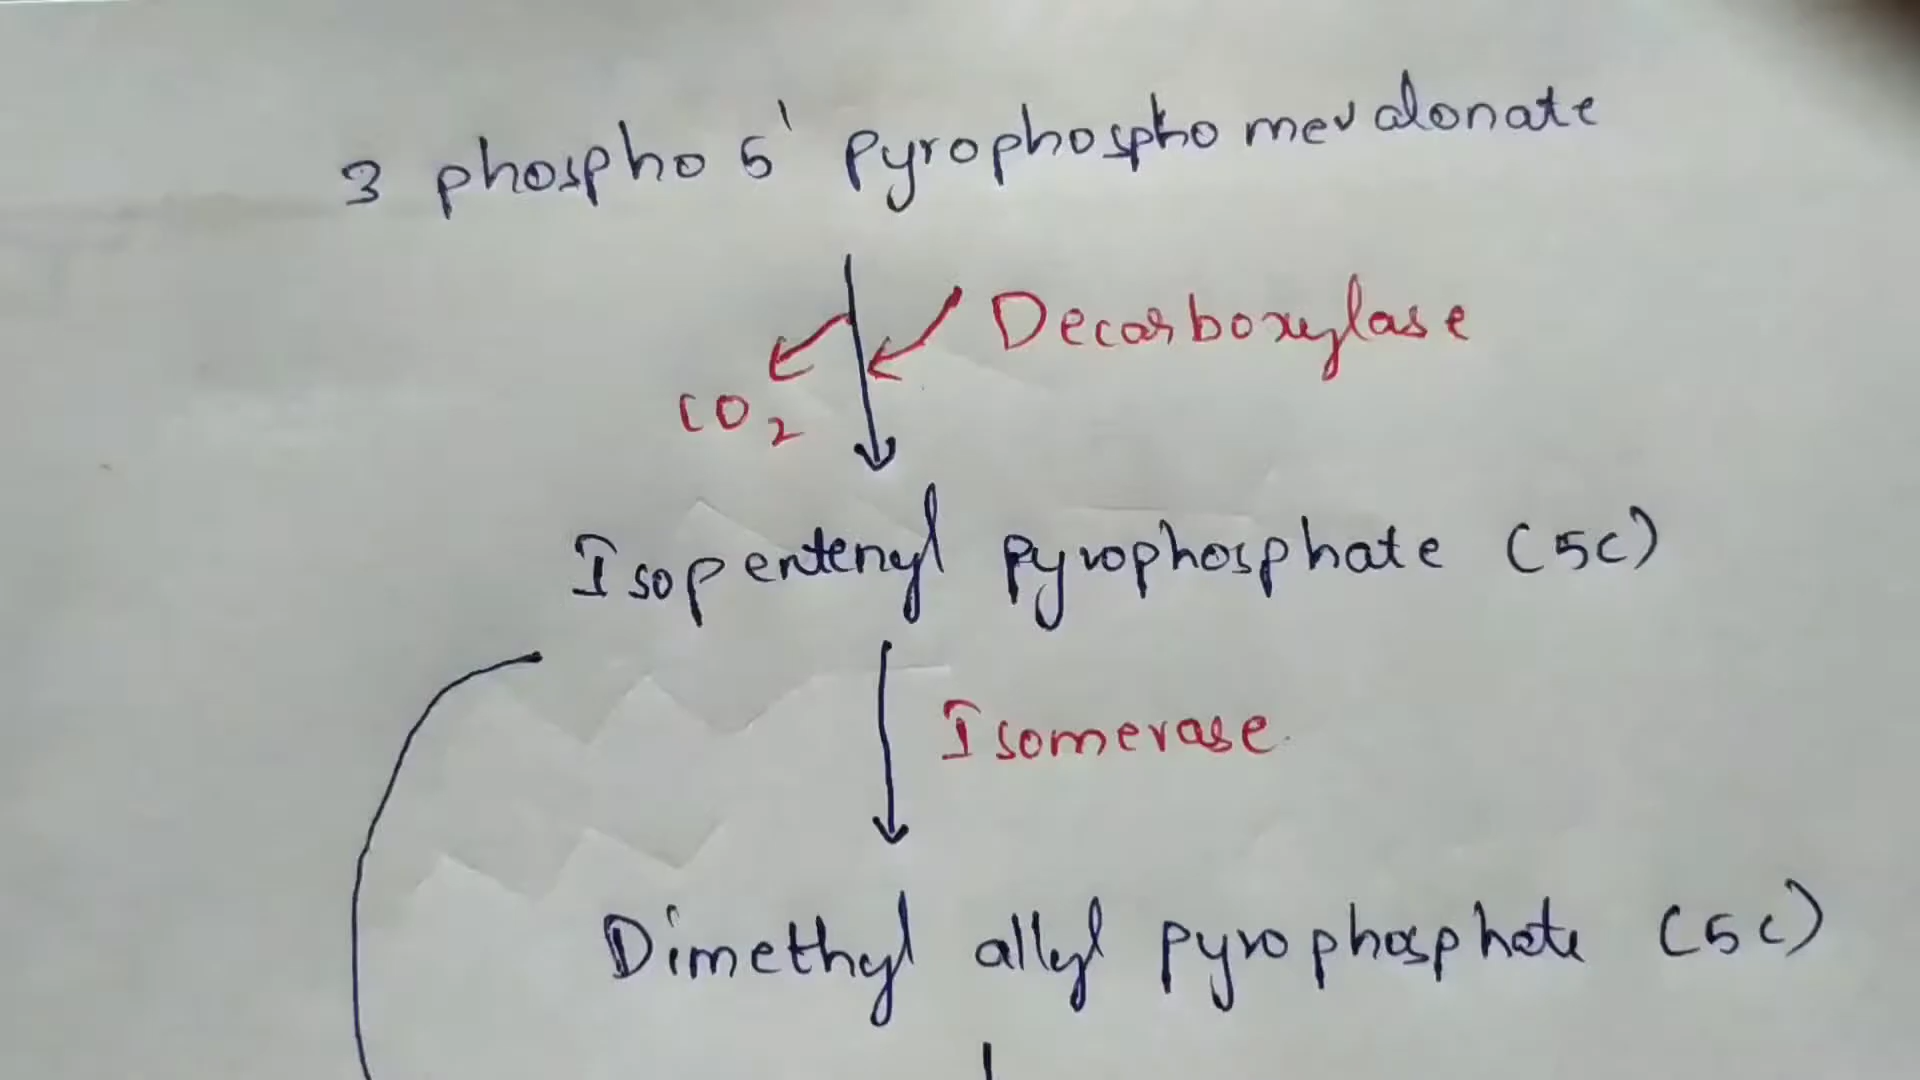 3 phospho 5' pyrophospho mevalonate
Decarboxylase
CO2
Isopentenyl pyrophosphate (5C)
Isomerase
Dimethyl allyl pyrophosphate (5C)